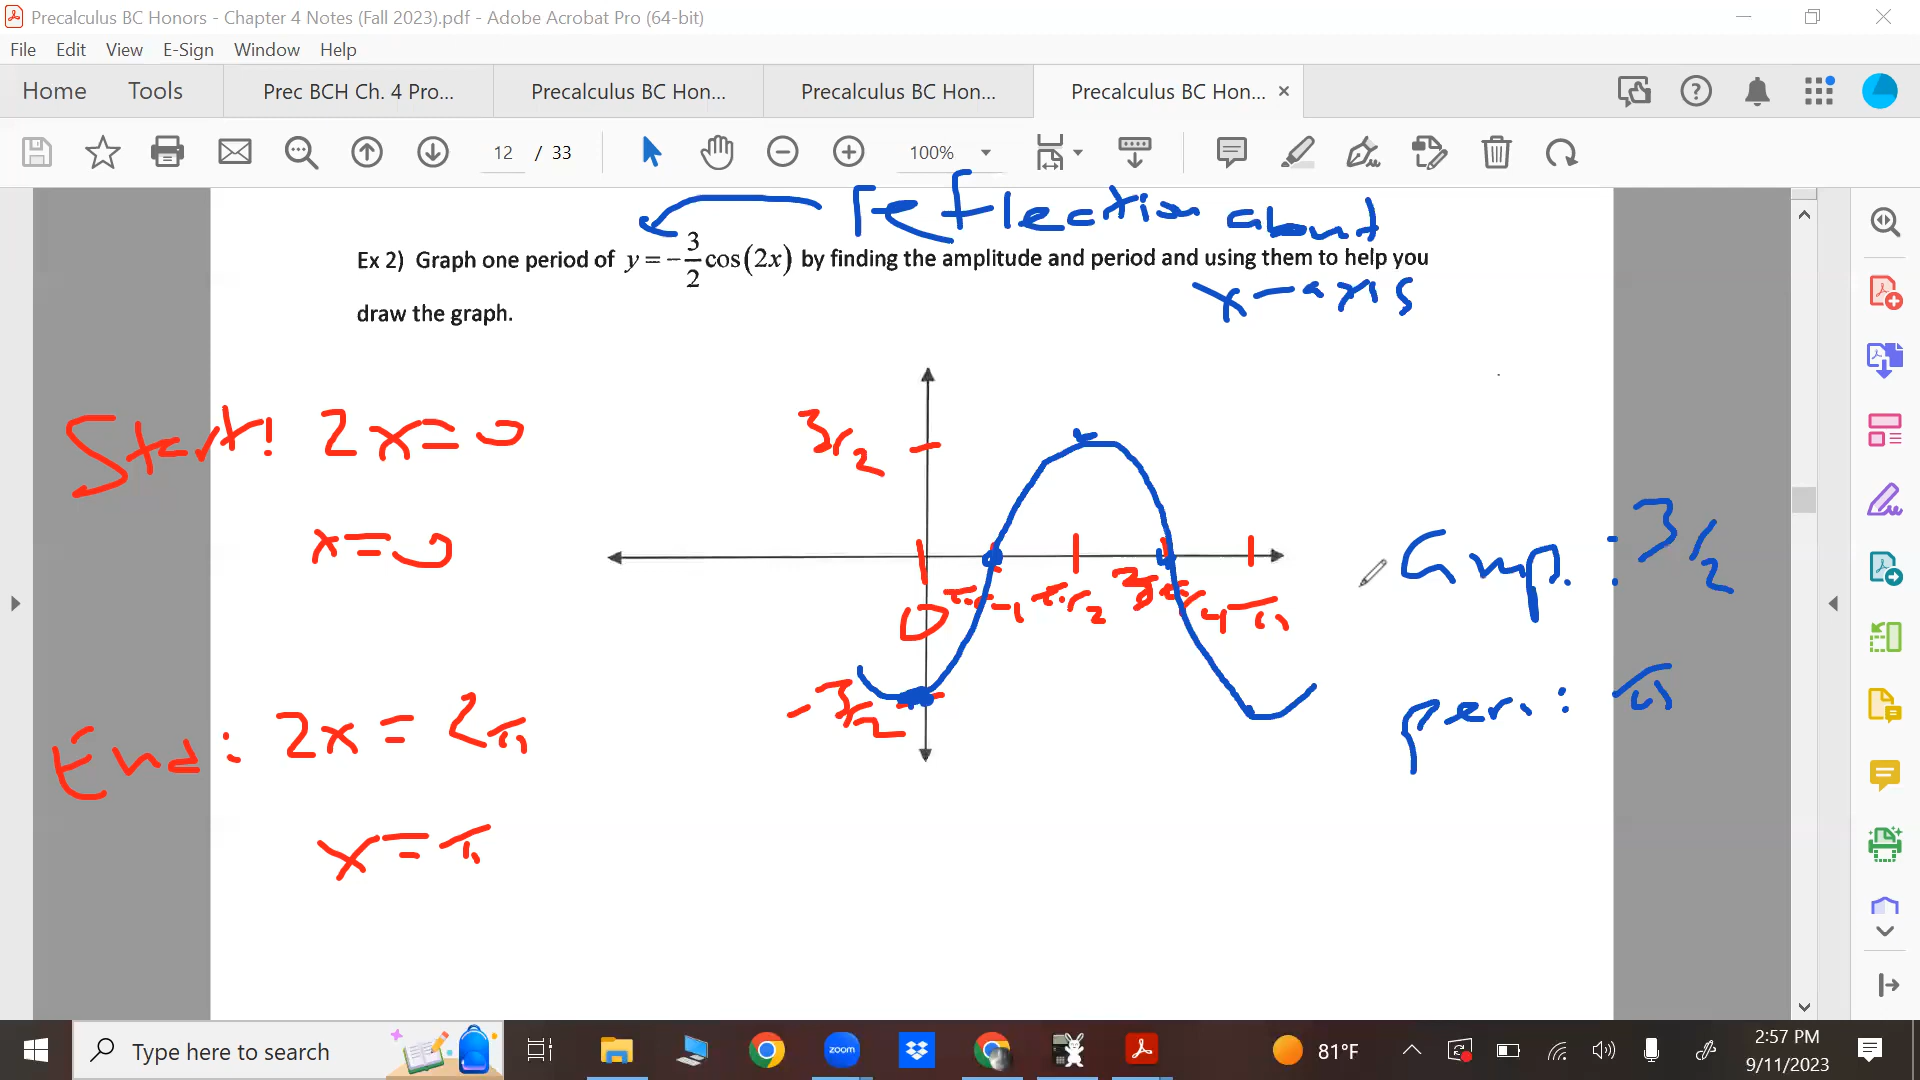 Precalculus BC Honors - Chapter 4 Notes (Fall 2023).pdf - Adobe Acrobat Pro (64-bit)
File Edit View E-Sign Window Help
Home Tools Prec BCH Ch. 4 Pro... Precalculus BC Hon... Precalculus BC Hon... Precalculus BC Hon... ×
12 / 33 100%
reflection about
Ex 2) Graph one period of y = -3/2 cos(2x) by finding the amplitude and period and using them to help you
x-axis
draw the graph.
Start: 2x=0
x=0
3/2
Amp. : 3/2
0 π/4 π/2 3π/4 π
-3/2
per. : π
End: 2x = 2π
x = π
Type here to search
zoom
81°F
2:57 PM
9/11/2023